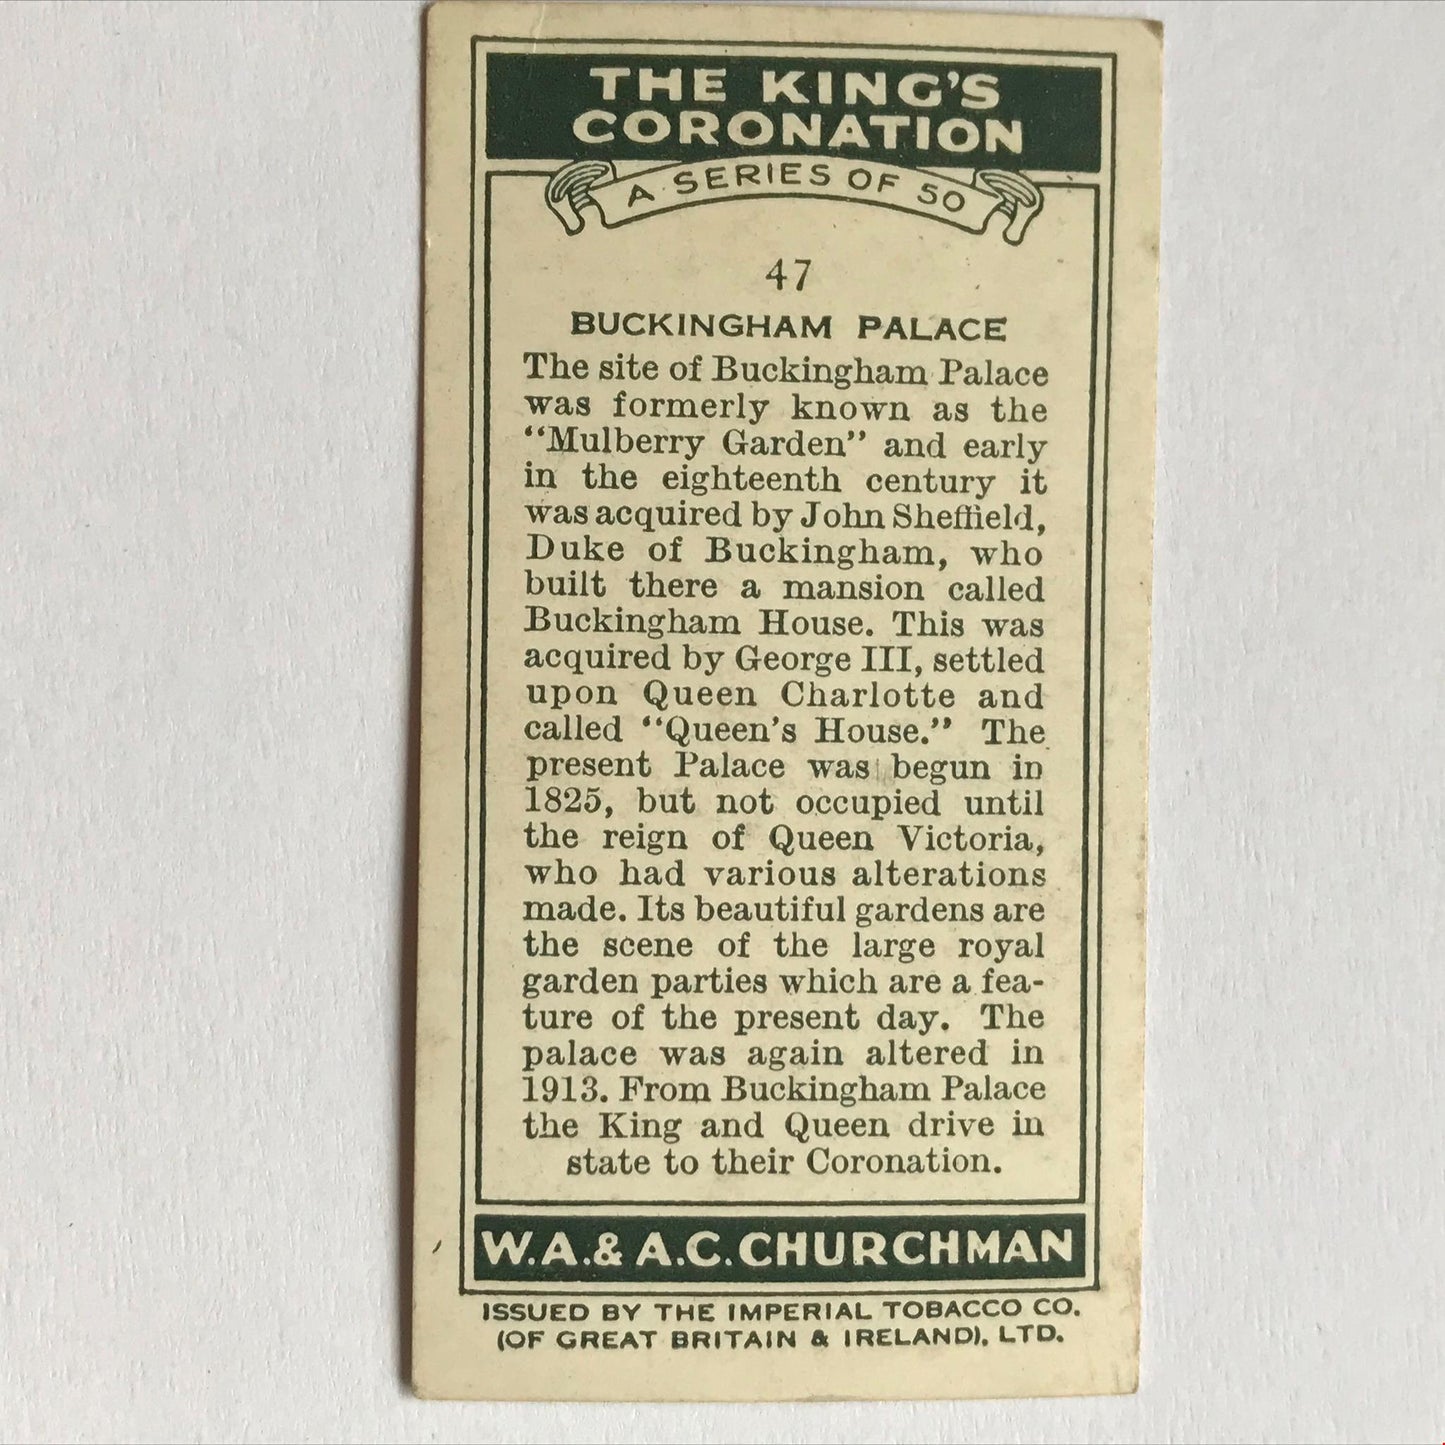 THE KING'S
CORONATION
A SERIES OF 50
47
BUCKINGHAM PALACE
The site of Buckingham Palace
was formerly known as the
"Mulberry Garden" and early
in the eighteenth century it
was acquired by John Sheffield,
Duke of Buckingham, who
built there a mansion called
Buckingham House. This was
acquired by George III, settled
upon Queen Charlotte and
called "Queen's House." The
present Palace was begun in
1825, but not occupied until
the reign of Queen Victoria,
who had various alterations
made. Its beautiful gardens are
the scene of the large royal
garden parties which are a fea-
ture of the present day. The
palace was again altered in
1913. From Buckingham Palace
the King and Queen drive in
state to their Coronation.
W.A.& A.C.CHURCHMAN
ISSUED BY THE IMPERIAL TOBACCO CO.
(OF GREAT BRITAIN & IRELAND), LTD.